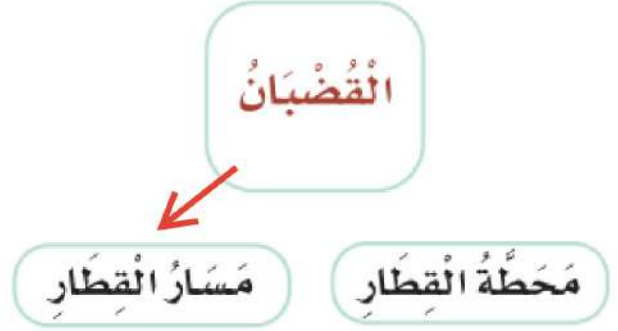 الْقُضْبَانُ
مَحَطَّةُ الْقِطَارِ
مَسَارُ الْقِطَارِ